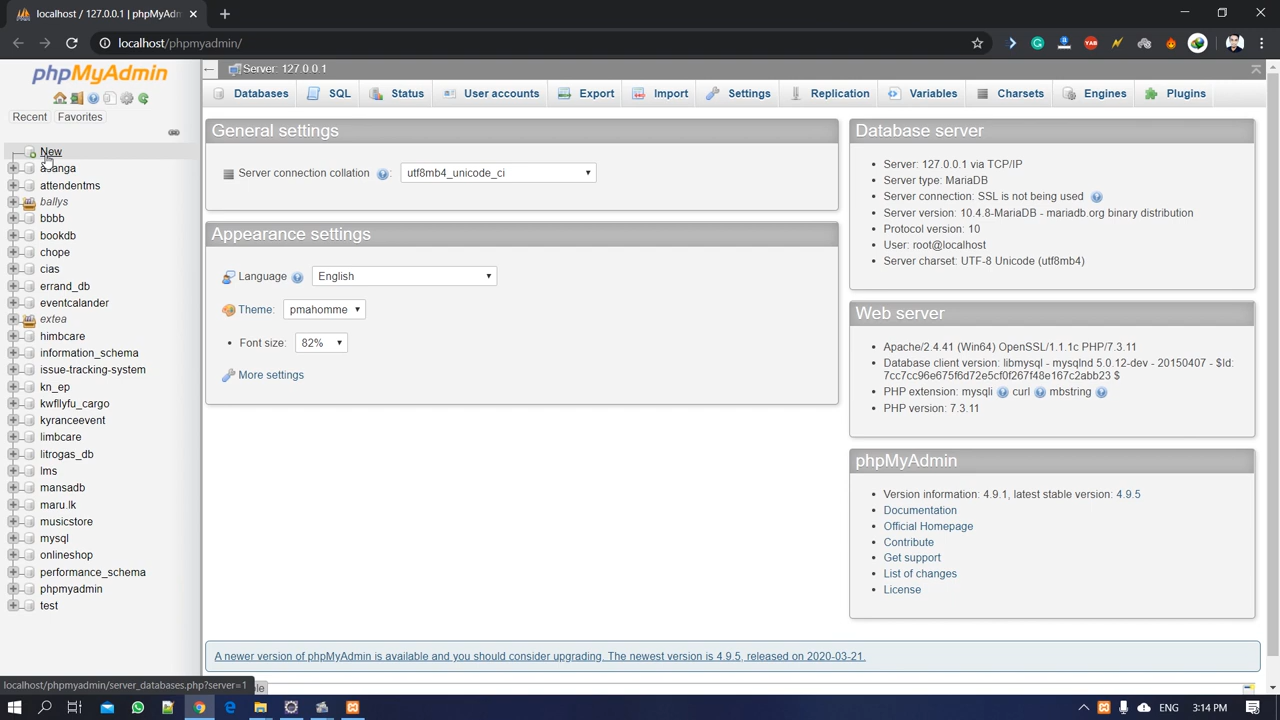 localhost / 127.0.0.1 | phpMyAdm
localhost/phpmyadmin/
YAB
phpMyAdmin
Recent
Favorites
New
asanga
attendentms
ballys
bbbb
bookdb
chope
cias
errand_db
eventcalander
extea
himbcare
information_schema
issue-tracking-system
kn_ep
kwfllyfu_cargo
kyranceevent
limbcare
litrogas_db
lms
mansadb
maru.lk
musicstore
mysql
onlineshop
performance_schema
phpmyadmin
test
localhost/phpmyadmin/server_databases.php?server=1
Server: 127.0.0.1
Databases
SQL
Status
User accounts
Export
Import
Settings
Replication
Variables
Charsets
Engines
Plugins
General settings
Server connection collation
:
utf8mb4_unicode_ci
Appearance settings
Language
English
Theme:
pmahomme
• Font size:
82%
More settings
Database server
• Server: 127.0.0.1 via TCP/IP
• Server type: MariaDB
• Server connection: SSL is not being used
• Server version: 10.4.8-MariaDB - mariadb.org binary distribution
• Protocol version: 10
• User: root@localhost
• Server charset: UTF-8 Unicode (utf8mb4)
Web server
• Apache/2.4.41 (Win64) OpenSSL/1.1.1c PHP/7.3.11
• Database client version: libmysql - mysqlnd 5.0.12-dev - 20150407 - $Id:
7cc7cc96e675f6d72e5cf0f267f48e167c2abb23 $
• PHP extension: mysqli curl mbstring
• PHP version: 7.3.11
phpMyAdmin
• Version information: 4.9.1, latest stable version: 4.9.5
• Documentation
• Official Homepage
• Contribute
• Get support
• List of changes
• License
A newer version of phpMyAdmin is available and you should consider upgrading. The newest version is 4.9.5, released on 2020-03-21.
ENG
3:14 PM